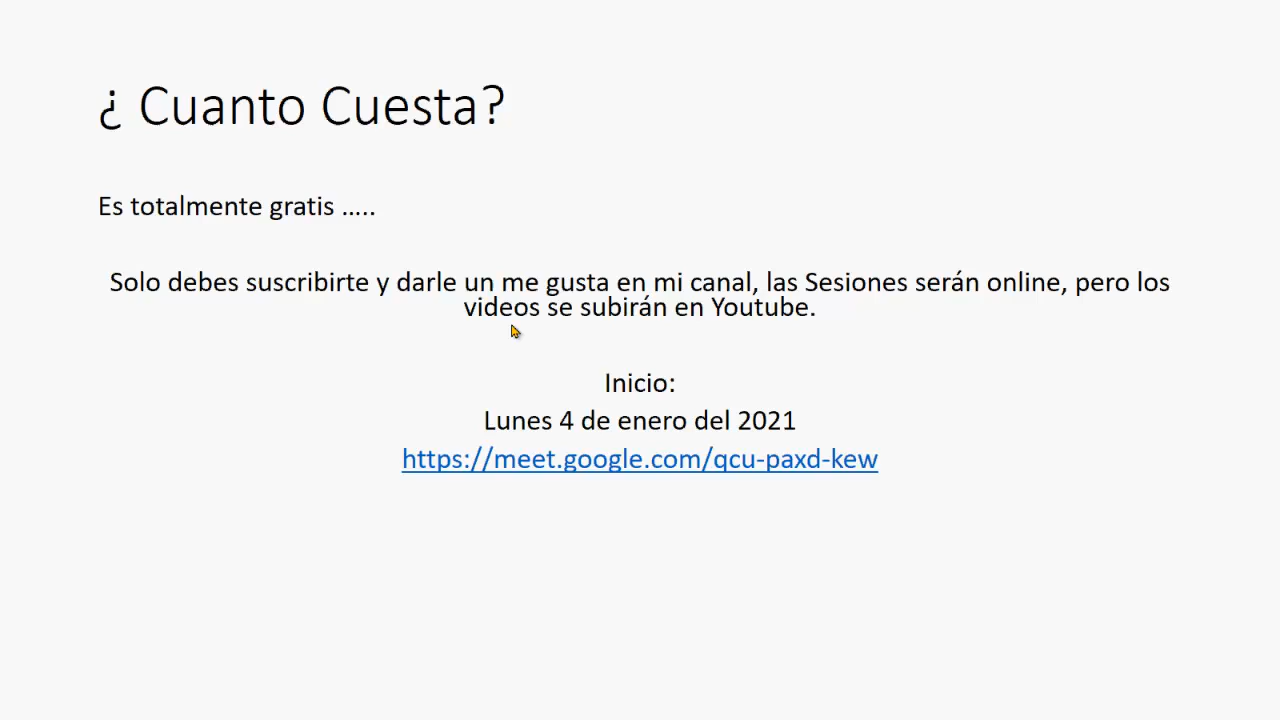 ¿ Cuanto Cuesta?
Es totalmente gratis …..
Solo debes suscribirte y darle un me gusta en mi canal, las Sesiones serán online, pero los
videos se subirán en Youtube.
Inicio:
Lunes 4 de enero del 2021
https://meet.google.com/qcu-paxd-kew